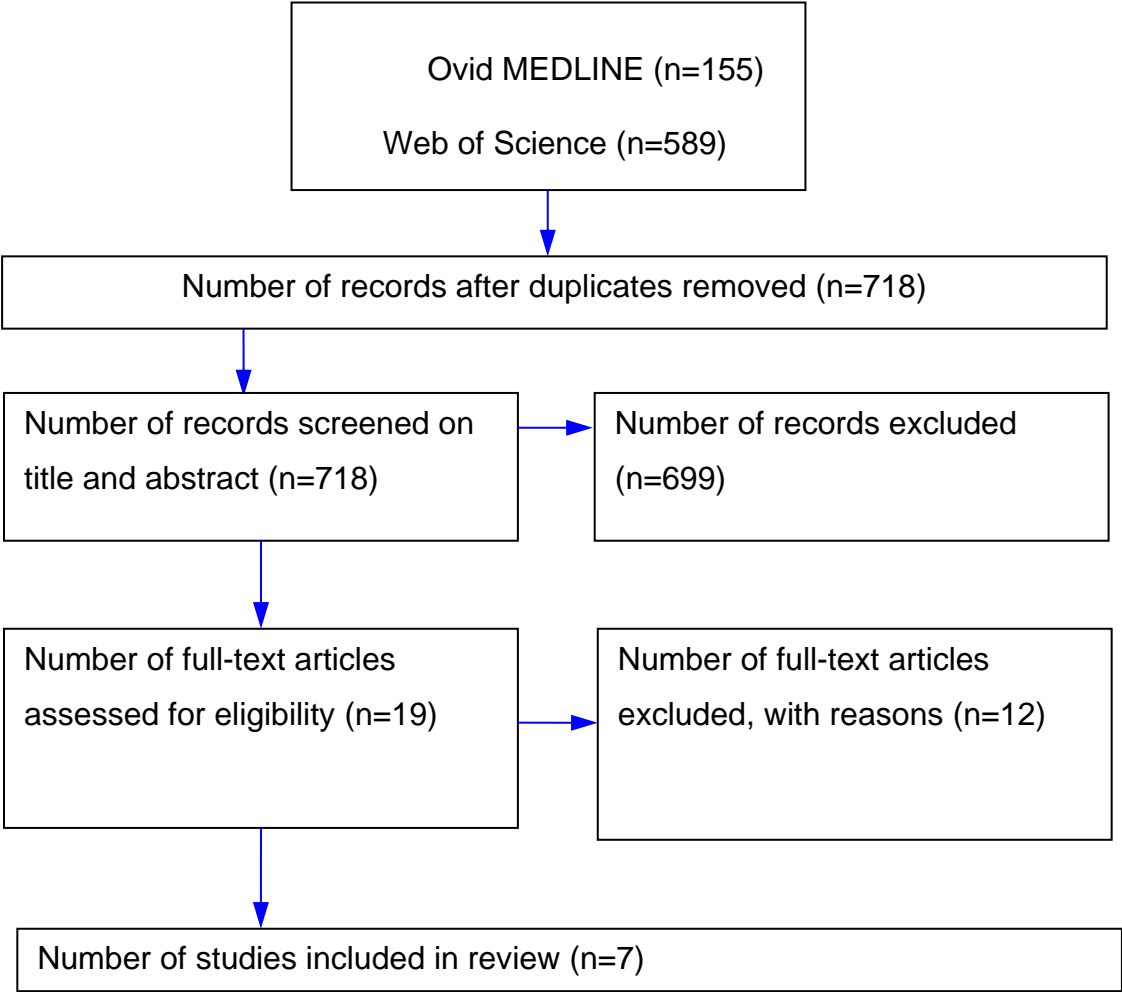 Ovid MEDLINE (n=155)
Web of Science (n=589)
Number of records after duplicates removed (n=718)
Number of records screened on
title and abstract (n=718)
Number of records excluded
(n=699)
Number of full-text articles
assessed for eligibility (n=19)
Number of full-text articles
excluded, with reasons (n=12)
Number of studies included in review (n=7)